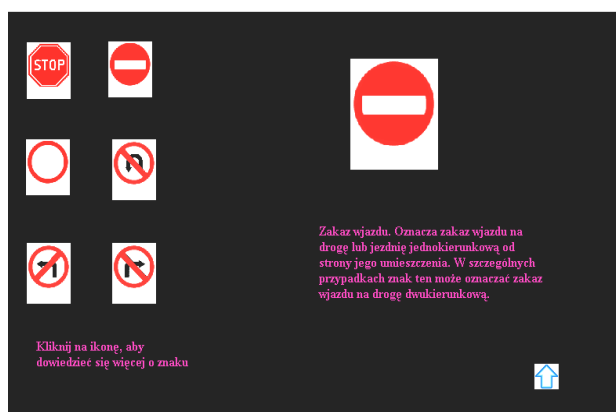 STOP
Zakaz wjazdu. Oznacza zakaz wjazdu na
drogę lub jezdnię jednokierunkową od
strony jego umieszczenia. W szczególnych
przypadkach znak ten może oznaczać zakaz
wjazdu na drogę dwukierunkową.
Kliknij na ikonę, aby
dowiedzieć się więcej o znaku